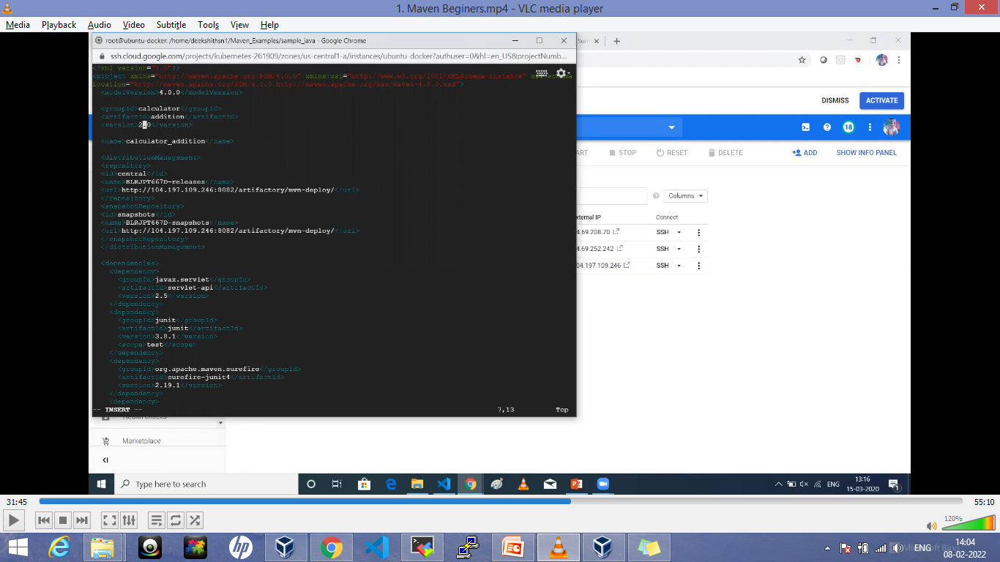 1. Maven Beginers.mp4 - VLC media player
Media Playback Audio Video Subtitle Tools View Help
root@ubuntu-docker: /home/deekshithsn1/Maven_Examples/sample_java - Google Chrome
ssh.cloud.google.com/projects/kubernetes-261909/zones/us-central1-a/instances/ubuntu-docker?authuser=0&hl=en_US&projectNumb...
<?xml version="1.0"?>
<project xmlns="http://maven.apache.org/POM/4.0.0" xmlns:xsi="http://www.w3.org/2001/XMLSchema-instance"
Location="http://maven.apache.org/POM/4.0.0 http://maven.apache.org/xsd/maven-4.0.0.xsd">
<modelVersion>4.0.0</modelVersion>
<groupId>calculator</groupId>
<artifactId>addition</artifactId>
<version>2.0</version>
<name>calculator_addition</name>
<distributionManagement>
<repository>
<id>central</id>
<name>BLRJPT667D-releases</name>
<url>http://104.197.109.246:8082/artifactory/mvn-deploy/</url>
</repository>
<snapshotRepository>
<id>snapshots</id>
<name>BLRJPT667D-snapshots</name>
<url>http://104.197.109.246:8082/artifactory/mvn-deploy/</url>
</snapshotRepository>
</distributionManagement>
<dependencies>
<dependency>
<groupId>javax.servlet</groupId>
<artifactId>servlet-api</artifactId>
<version>2.5</version>
</dependency>
<dependency>
<groupId>junit</groupId>
<artifactId>junit</artifactId>
<version>3.8.1</version>
<scope>test</scope>
</dependency>
<dependency>
<groupId>org.apache.maven.surefire</groupId>
<artifactId>surefire-junit4</artifactId>
<version>2.19.1</version>
</dependency>
<dependency>
-- INSERT -- 7,13 Top
DISMISS ACTIVATE
18
ART STOP RESET DELETE ADD SHOW INFO PANEL
Columns
xternal IP Connect
4.69.208.70 SSH
4.69.252.242 SSH
04.197.109.246 SSH
Health checks
Marketplace
Type here to search
ENG
13:16
15-03-2020
1
31:45 55:10
120%
ENG
14:04
08-02-2022